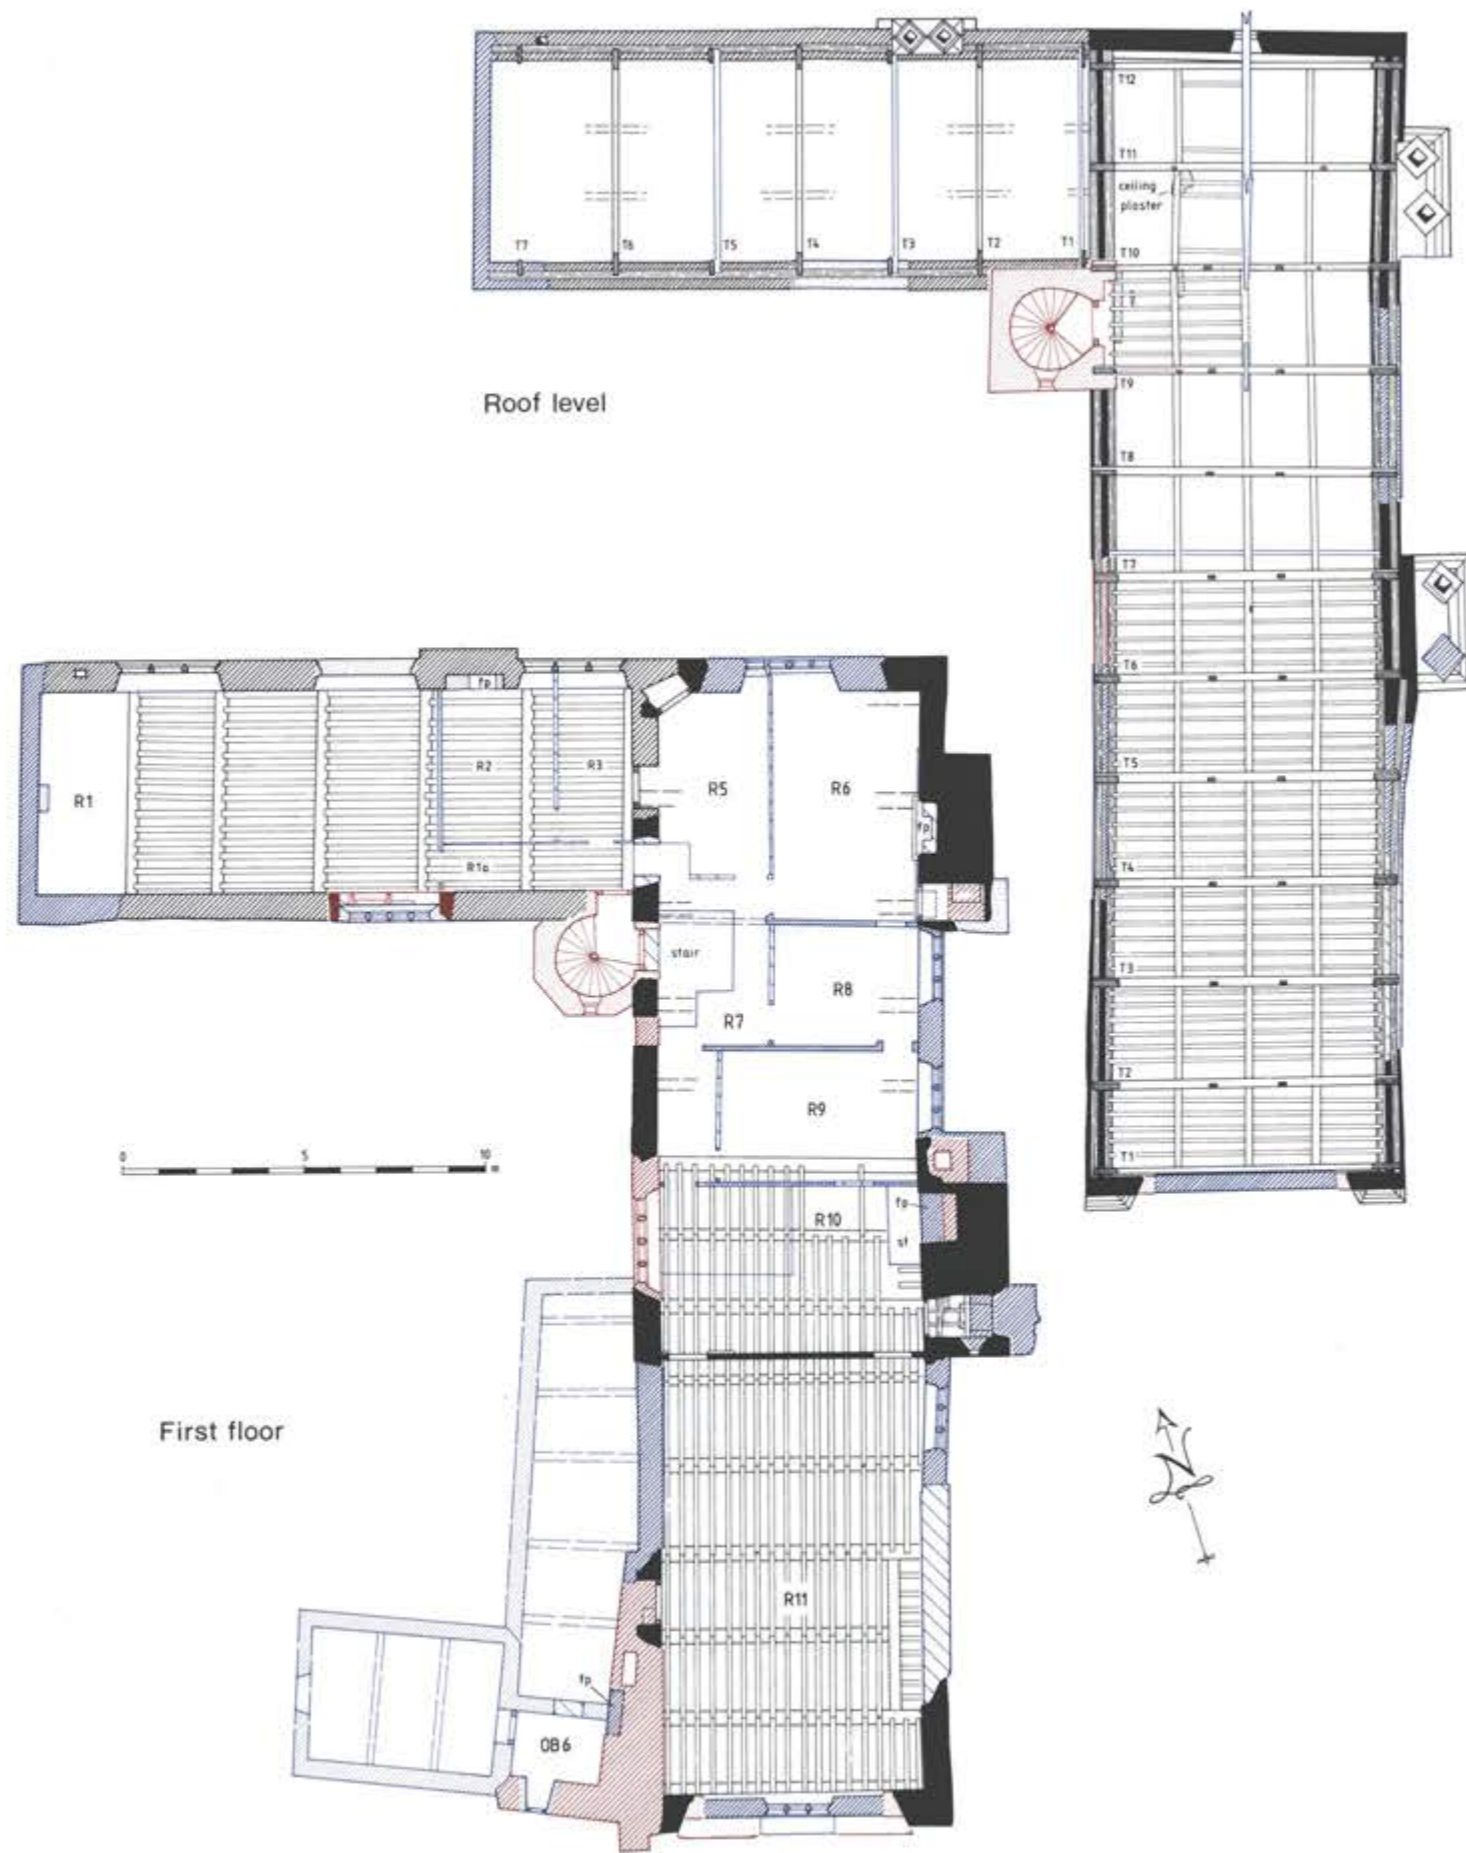 T12
T11
ceiling
plaster
T7
T6
T5
T4
T3
T2
T1
T10
T9
Roof level
T8
T7
T6
T5
T4
T3
T2
T1
fp
R2
R3
R1
R5
R6
fp
R1a
stair
R8
R7
R9
0
5
10
m
fp
R10
st
First floor
N
R11
fp
OB6